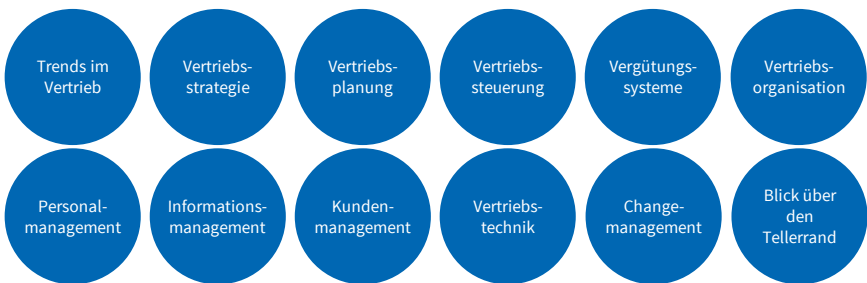 Trends im
Vertrieb
Vertriebs-
strategie
Vertriebs-
planung
Vertriebs-
steuerung
Vergütungs-
systeme
Vertriebs-
organisation
Personal-
management
Informations-
management
Kunden-
management
Vertriebs-
technik
Change-
management
Blick über
den
Tellerrand